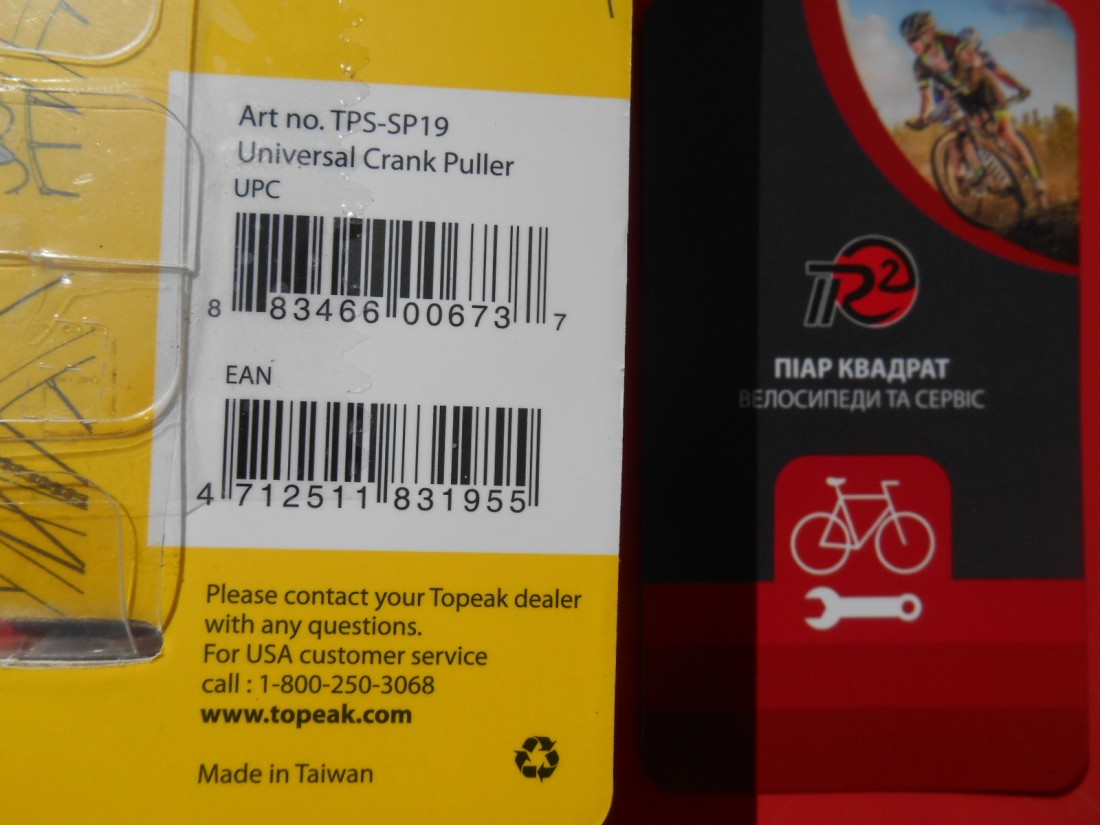 Art no. TPS-SP19
Universal Crank Puller
UPC
8 83466 00673 7
EAN
4 712511 831955
Please contact your Topeak dealer
with any questions.
For USA customer service
call : 1-800-250-3068
www.topeak.com
Made in Taiwan
ПR2
ПІАР КВАДРАТ
ВЕЛОСИПЕДИ ТА СЕРВІС